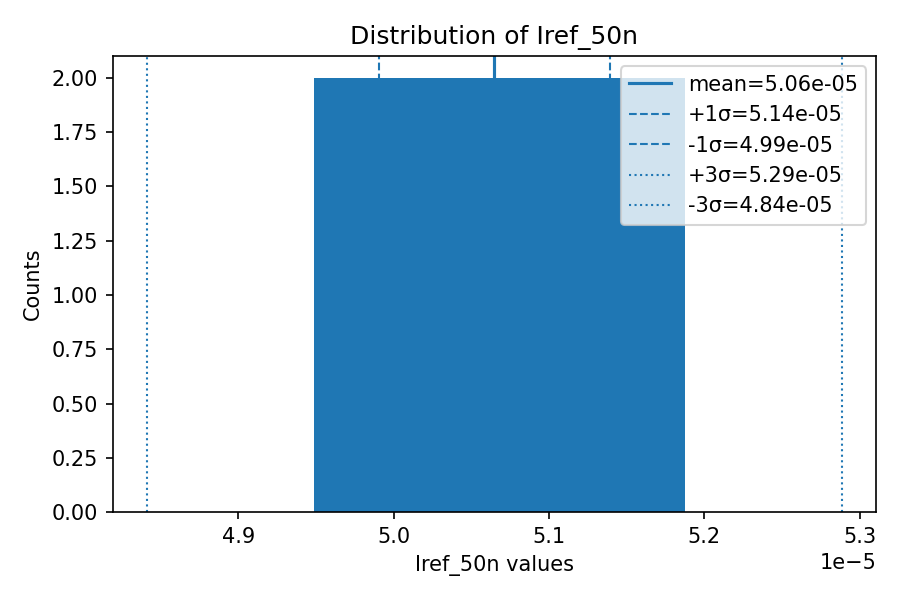 Distribution of Iref_50n
mean=5.06e-05
+1σ=5.14e-05
-1σ=4.99e-05
+3σ=5.29e-05
-3σ=4.84e-05
Counts
2.00
1.75
1.50
1.25
1.00
0.75
0.50
0.25
0.00
4.9 5.0 5.1 5.2 5.3
1e−5
Iref_50n values